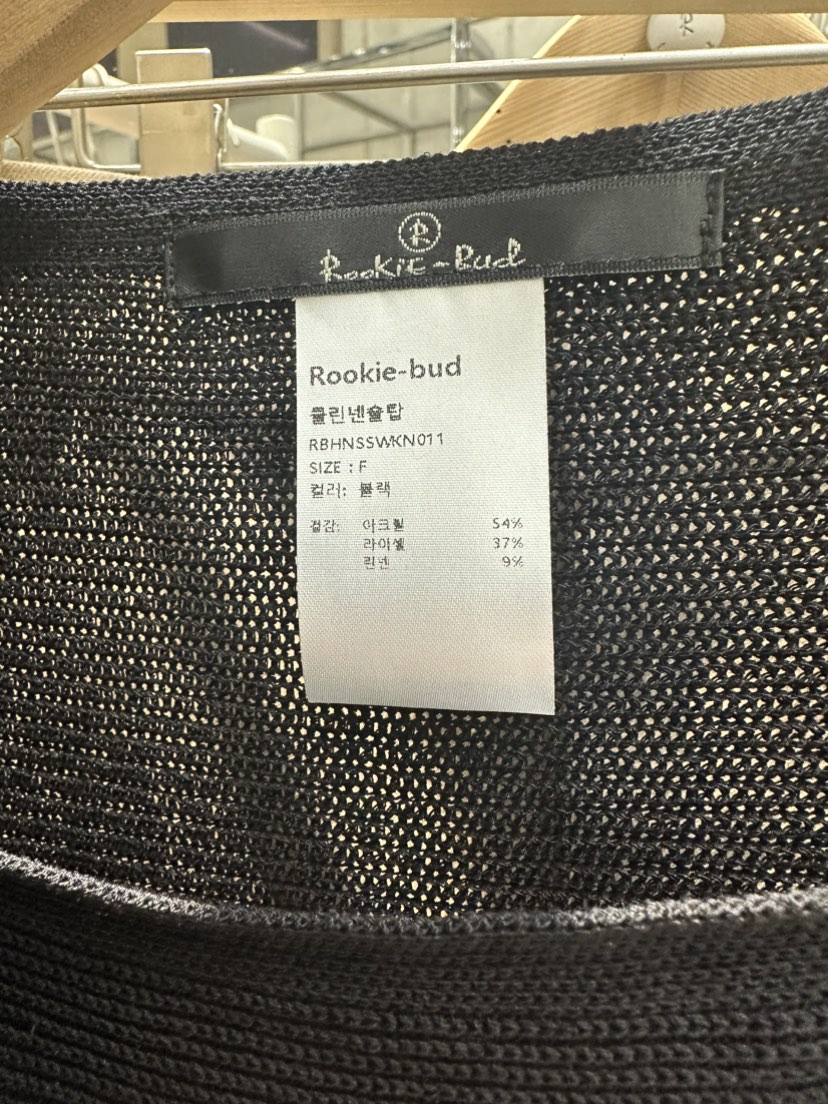 R
Rookie-Bud
Rookie-bud
쿨린넨숄탑
RBHNSSWKN011
SIZE : F
컬러: 블랙
겉감: 아크릴 54%
라이셀 37%
린넨 9%